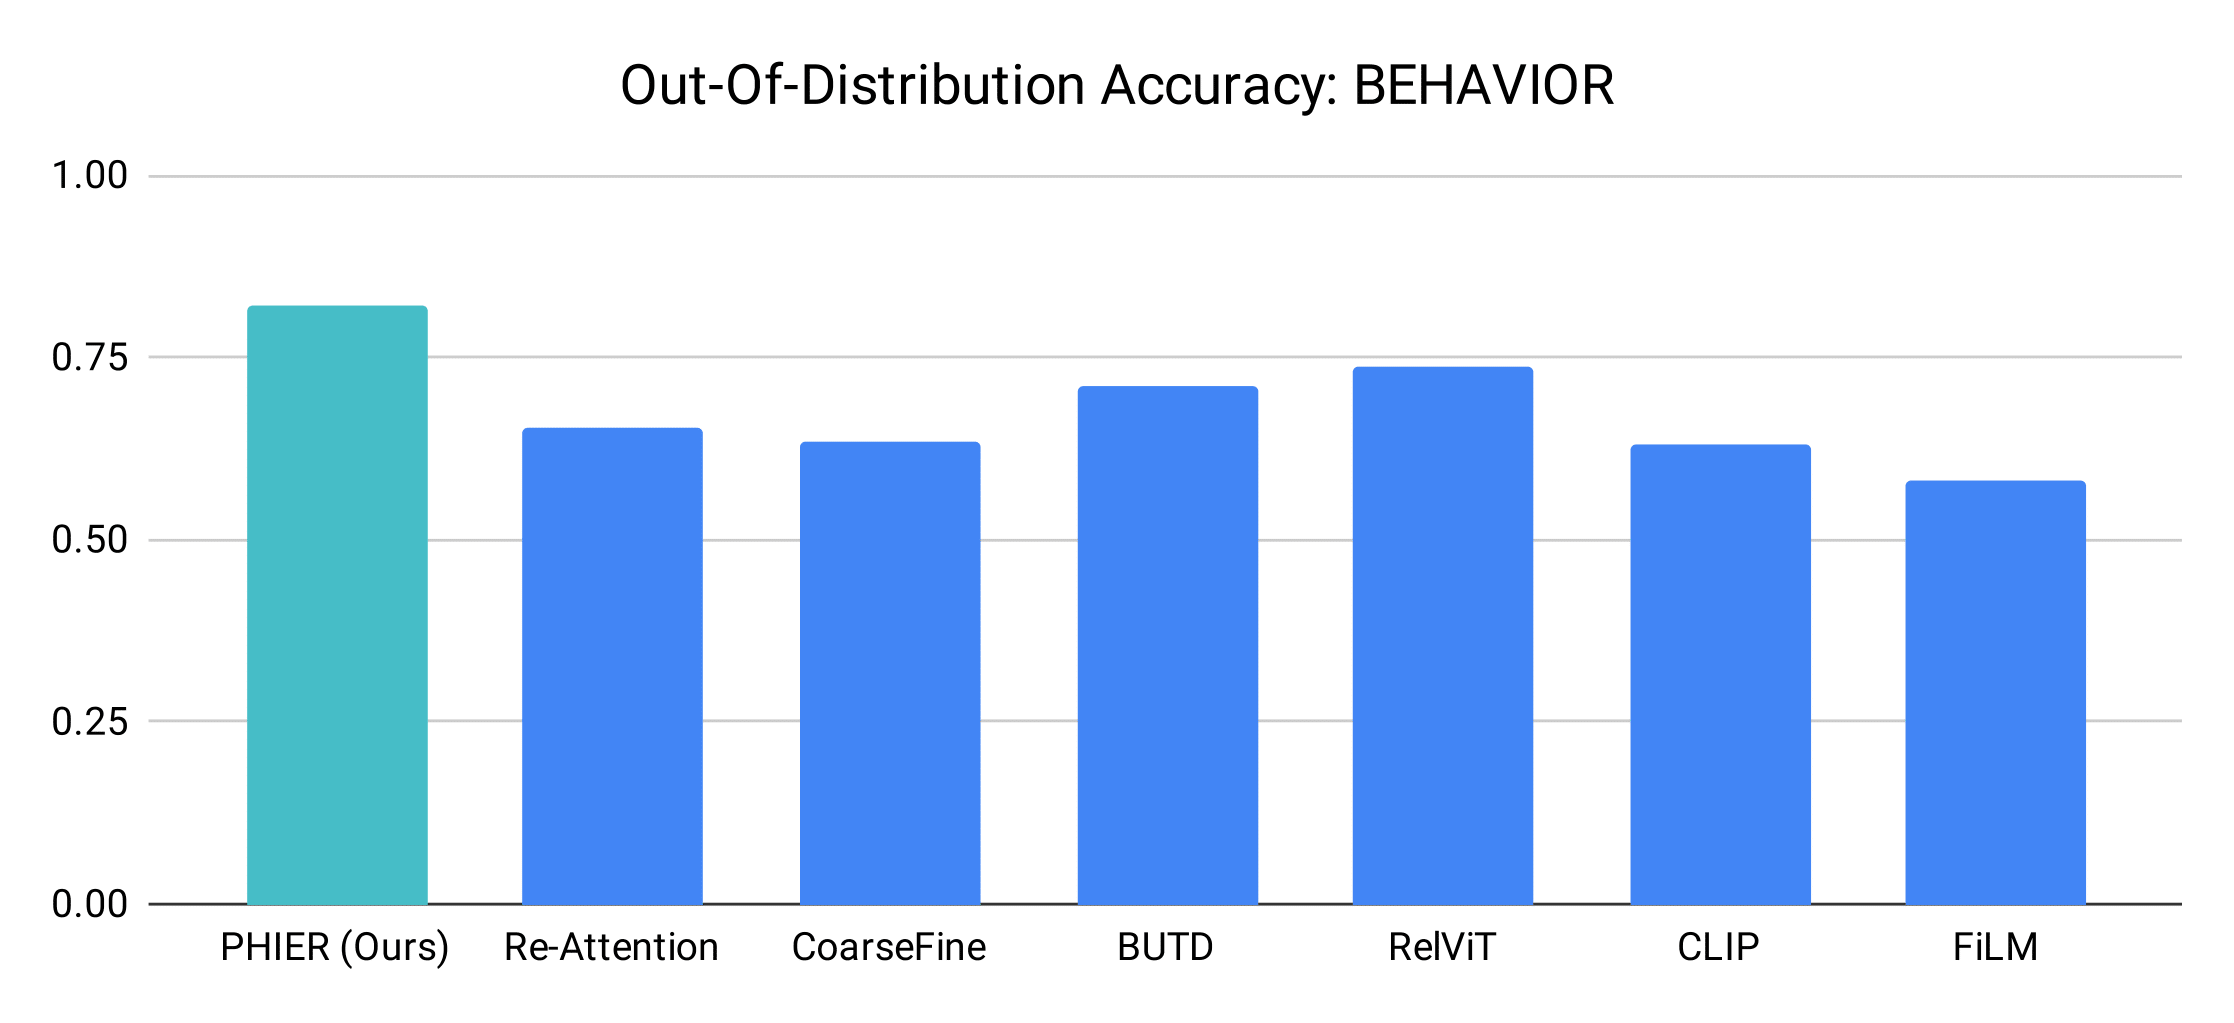 Out-Of-Distribution Accuracy: BEHAVIOR
1.00
0.75
0.50
0.25
0.00
PHIER (Ours) Re-Attention CoarseFine BUTD RelViT CLIP FiLM